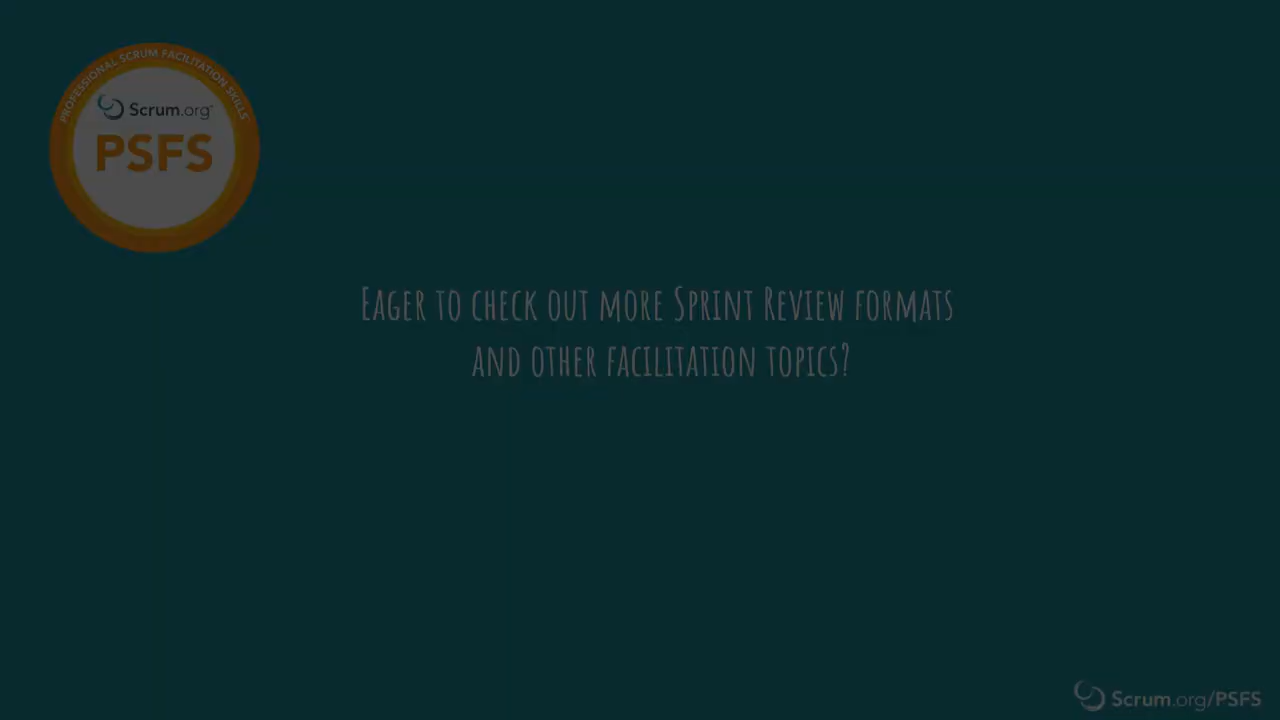 PROFESSIONAL SCRUM FACILITATION SKILLS
Scrum.org
PSFS
Eager to check out more Sprint Review formats
and other facilitation topics?
Scrum.org/PSFS